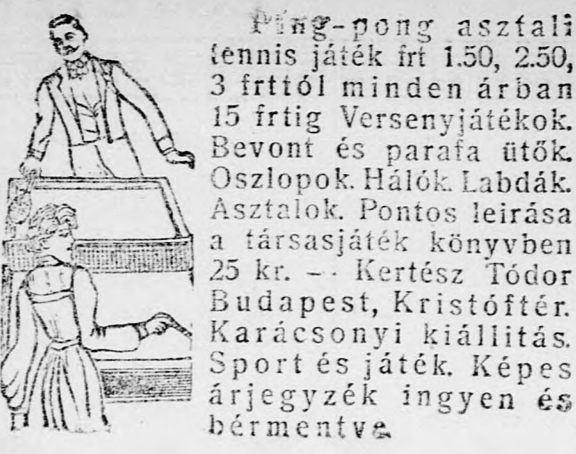 Ping-pong asztali
tennis játék frt 1.50, 2.50,
3 frttól minden árban
15 frtig Versenyjátékok.
Bevont és parafa ütők.
Oszlopok. Hálók. Labdák.
Asztalok. Pontos leirása
a társasjáték könyvben
25 kr. -- Kertész Tódor
Budapest, Kristóftér.
Karácsonyi kiállitás.
Sport és játék. Képes
árjegyzék ingyen és
bérmentve